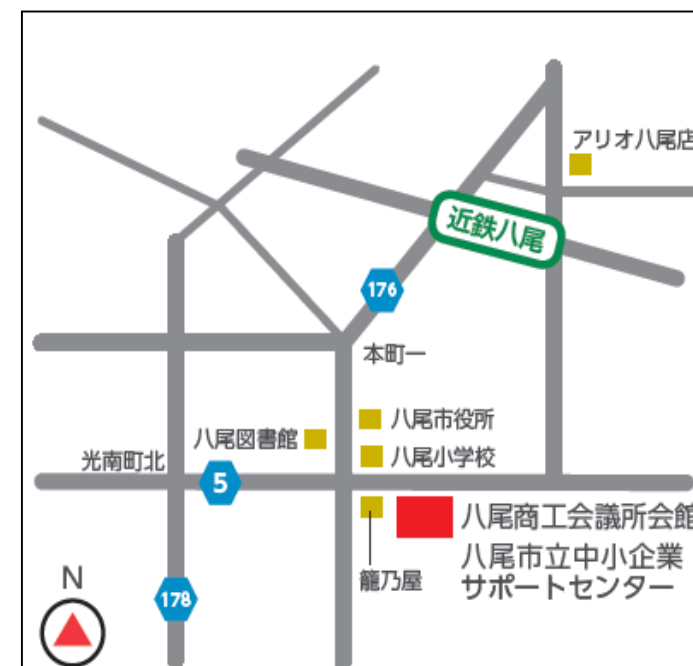 アリオ八尾店
近鉄八尾
176
本町一
八尾市役所
八尾図書館
八尾小学校
光南町北
5
八尾商工会議所会館
八尾市立中小企業
サポートセンター
籠乃屋
N
178